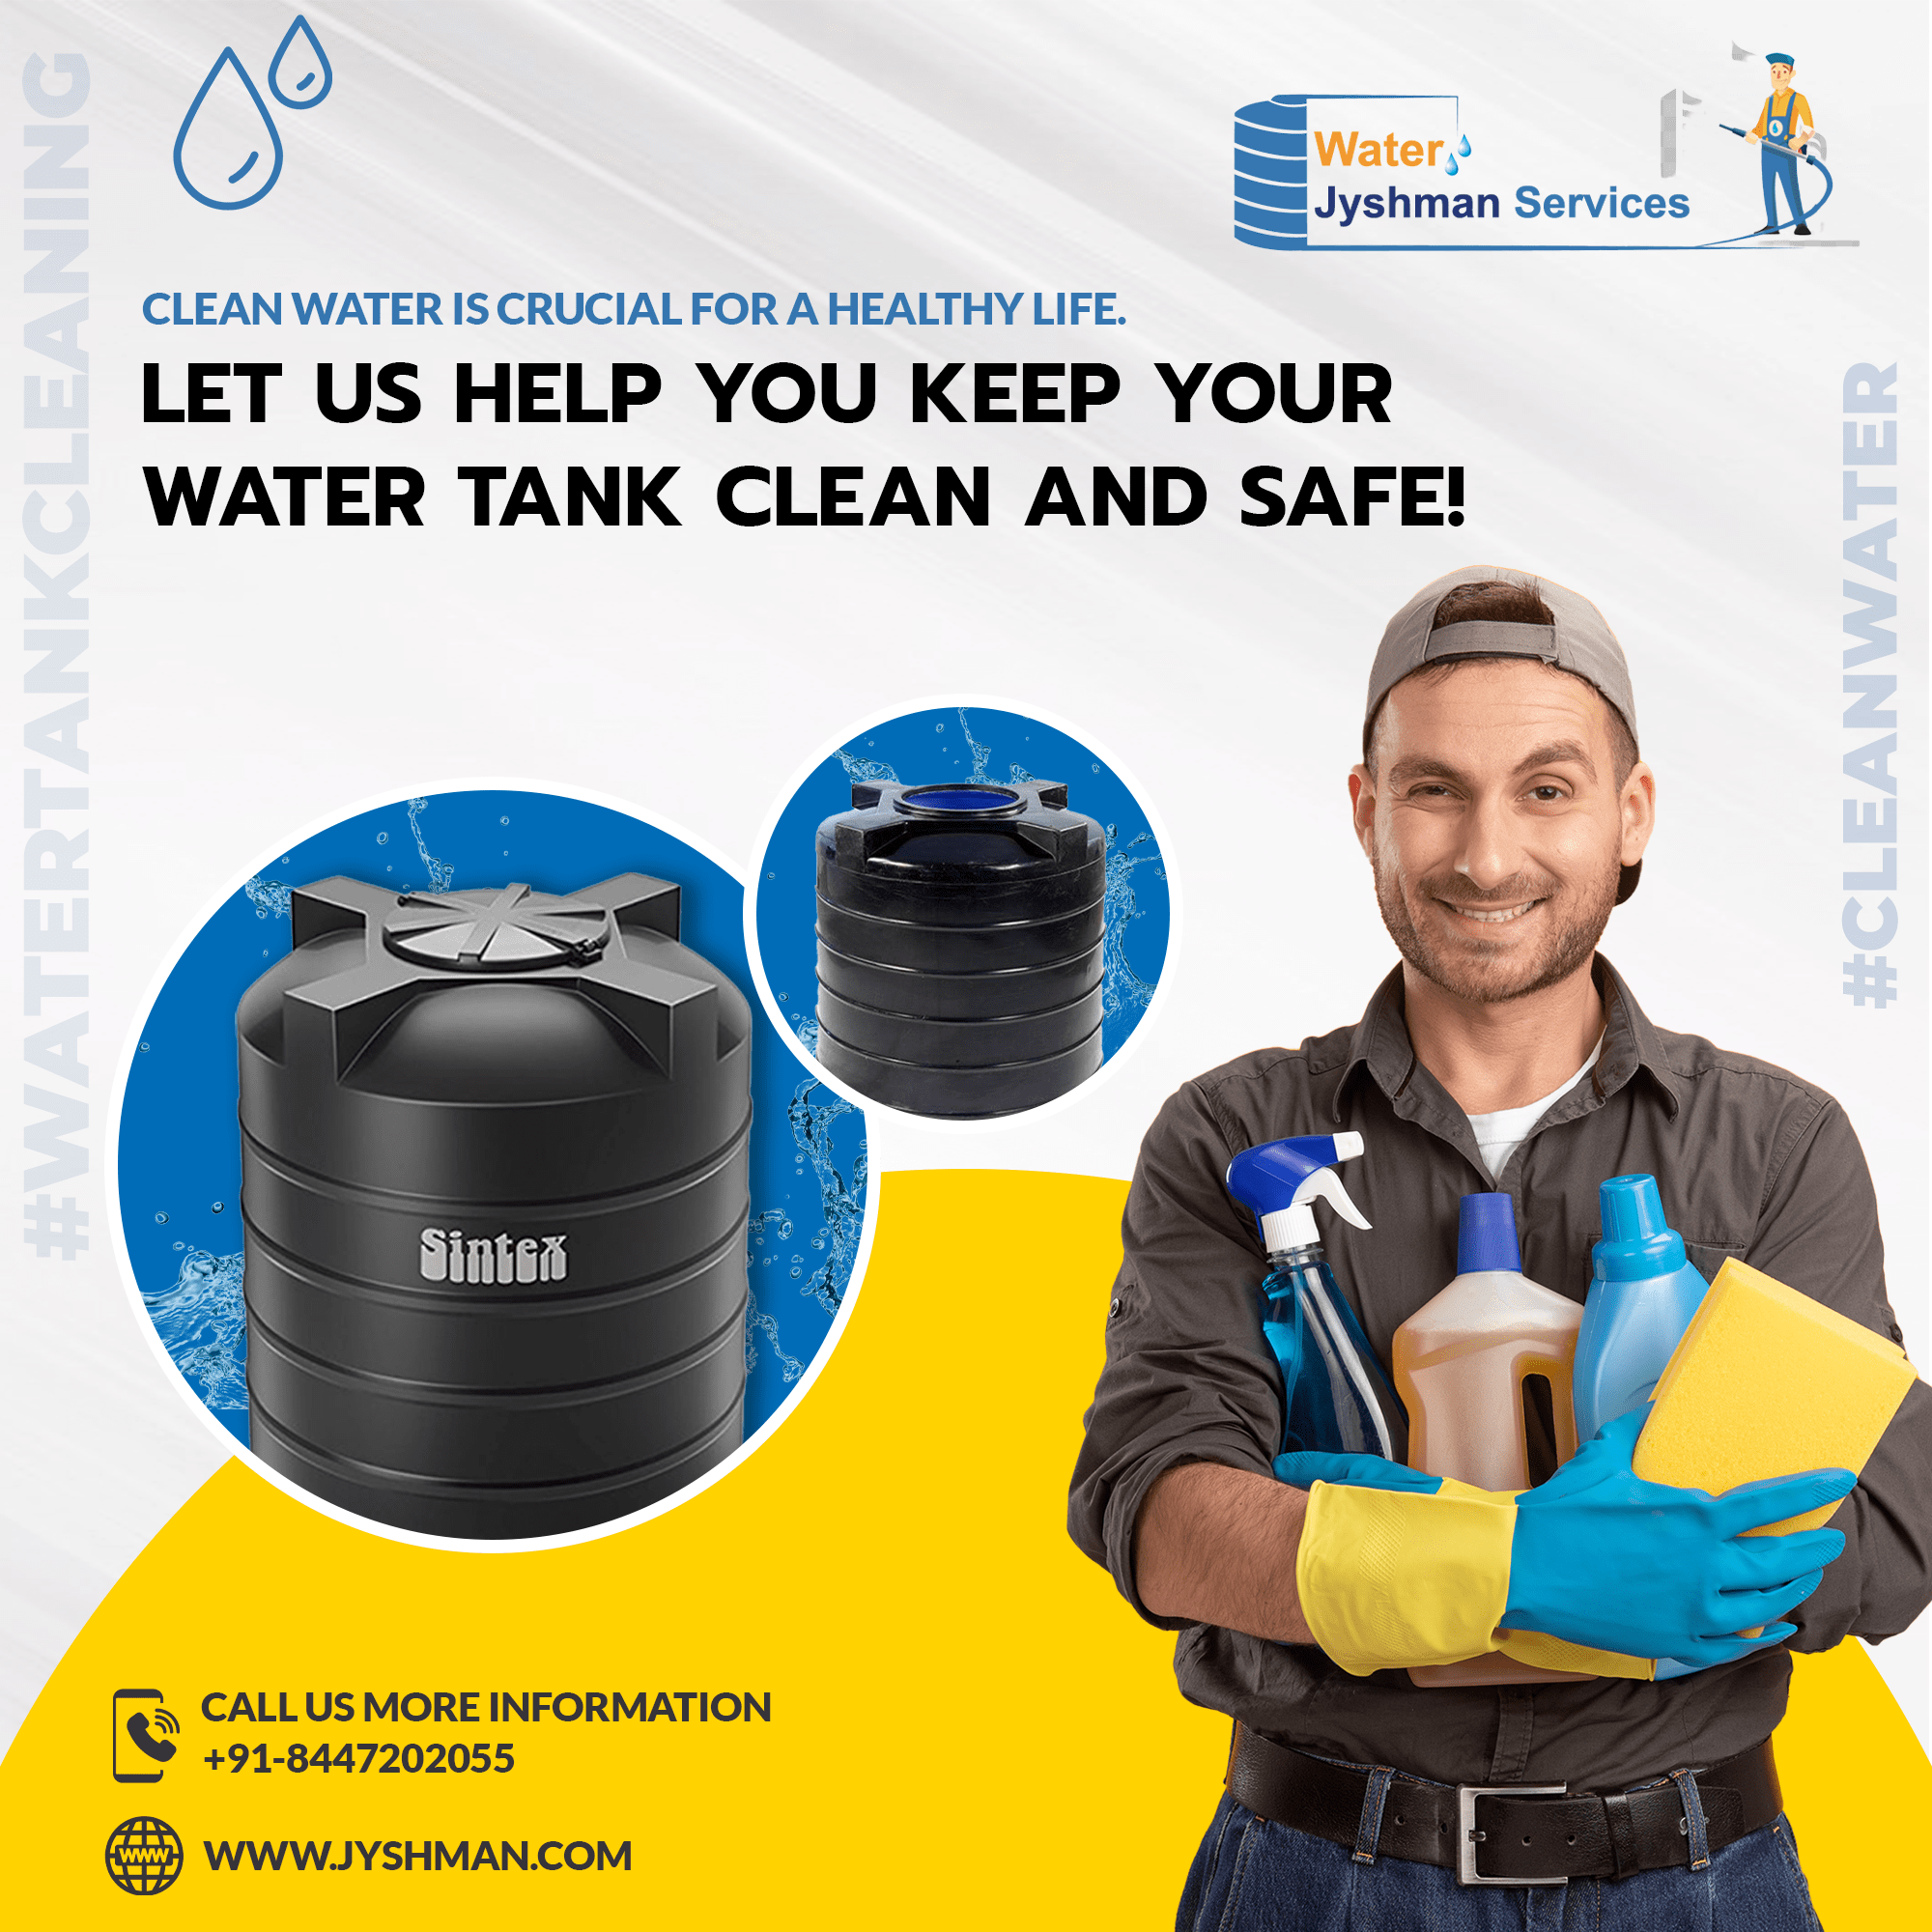 Water
Jyshman Services
CLEAN WATER IS CRUCIAL FOR A HEALTHY LIFE.
LET US HELP YOU KEEP YOUR
WATER TANK CLEAN AND SAFE!
#WATERTANKCLEANING
#CLEANWATER
Sintex
CALL US MORE INFORMATION
+91-8447202055
WWW
WWW.JYSHMAN.COM